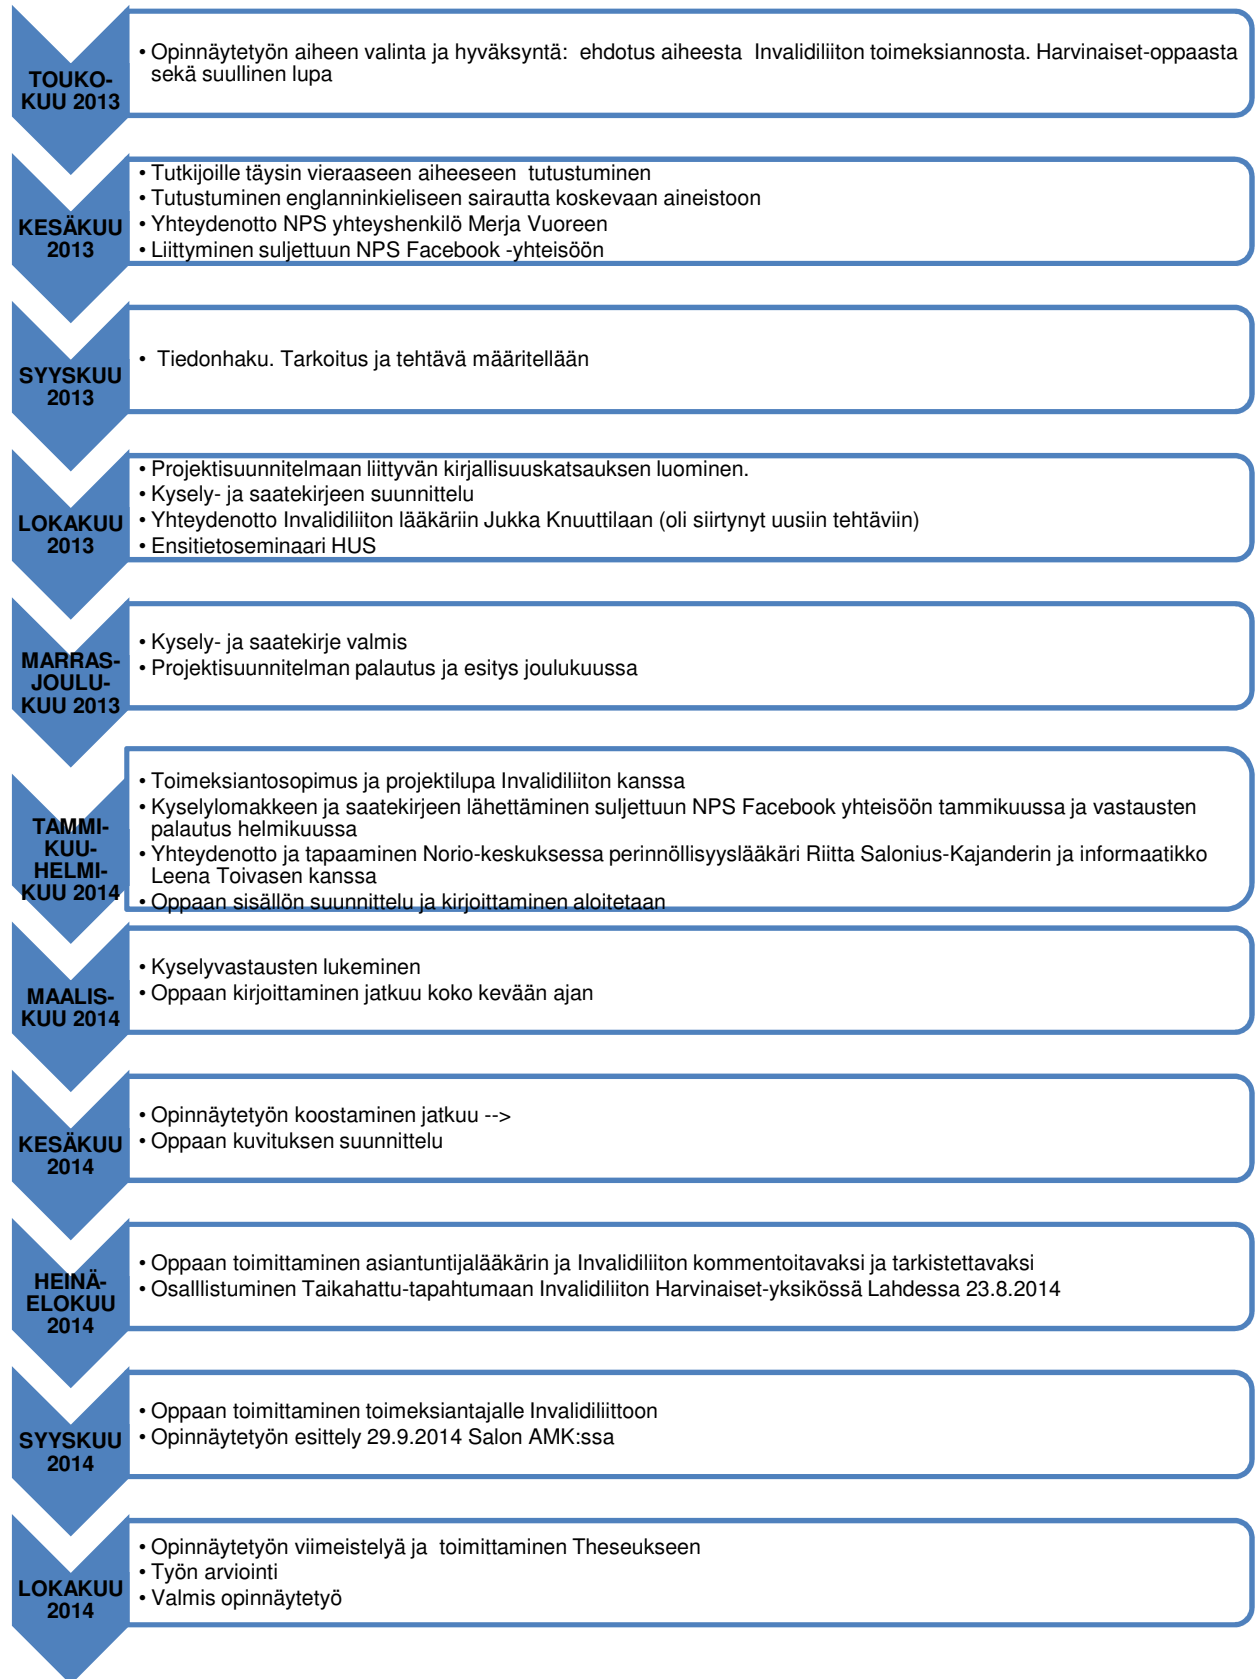 TOUKO-
KUU 2013
• Opinnäytetyön aiheen valinta ja hyväksyntä: ehdotus aiheesta Invalidiliiton toimeksiannosta. Harvinaiset-oppaasta
sekä suullinen lupa
KESÄKUU
2013
• Tutkijoille täysin vieraaseen aiheeseen tutustuminen
• Tutustuminen englanninkieliseen sairautta koskevaan aineistoon
• Yhteydenotto NPS yhteyshenkilö Merja Vuoreen
• Liittyminen suljettuun NPS Facebook -yhteisöön
SYYSKUU
2013
• Tiedonhaku. Tarkoitus ja tehtävä määritellään
LOKAKUU
2013
• Projektisuunnitelmaan liittyvän kirjallisuuskatsauksen luominen.
• Kysely- ja saatekirjeen suunnittelu
• Yhteydenotto Invalidiliiton lääkäriin Jukka Knuuttilaan (oli siirtynyt uusiin tehtäviin)
• Ensitietoseminaari HUS
MARRAS-
JOULU-
KUU 2013
• Kysely- ja saatekirje valmis
• Projektisuunnitelman palautus ja esitys joulukuussa
TAMMI-
KUU-
HELMI-
KUU 2014
• Toimeksiantosopimus ja projektilupa Invalidiliiton kanssa
• Kyselylomakkeen ja saatekirjeen lähettäminen suljettuun NPS Facebook yhteisöön tammikuussa ja vastausten
palautus helmikuussa
• Yhteydenotto ja tapaaminen Norio-keskuksessa perinnöllisyyslääkäri Riitta Salonius-Kajanderin ja informaatikko
Leena Toivasen kanssa
• Oppaan sisällön suunnittelu ja kirjoittaminen aloitetaan
MAALIS-
KUU 2014
• Kyselyvastausten lukeminen
• Oppaan kirjoittaminen jatkuu koko kevään ajan
KESÄKUU
2014
• Opinnäytetyön koostaminen jatkuu -->
• Oppaan kuvituksen suunnittelu
HEINÄ-
ELOKUU
2014
• Oppaan toimittaminen asiantuntijalääkärin ja Invalidiliiton kommentoitavaksi ja tarkistettavaksi
• Osalllistuminen Taikahattu-tapahtumaan Invalidiliiton Harvinaiset-yksikössä Lahdessa 23.8.2014
SYYSKUU
2014
• Oppaan toimittaminen toimeksiantajalle Invalidiliittoon
• Opinnäytetyön esittely 29.9.2014 Salon AMK:ssa
LOKAKUU
2014
• Opinnäytetyön viimeistelyä ja toimittaminen Theseukseen
• Työn arviointi
• Valmis opinnäytetyö